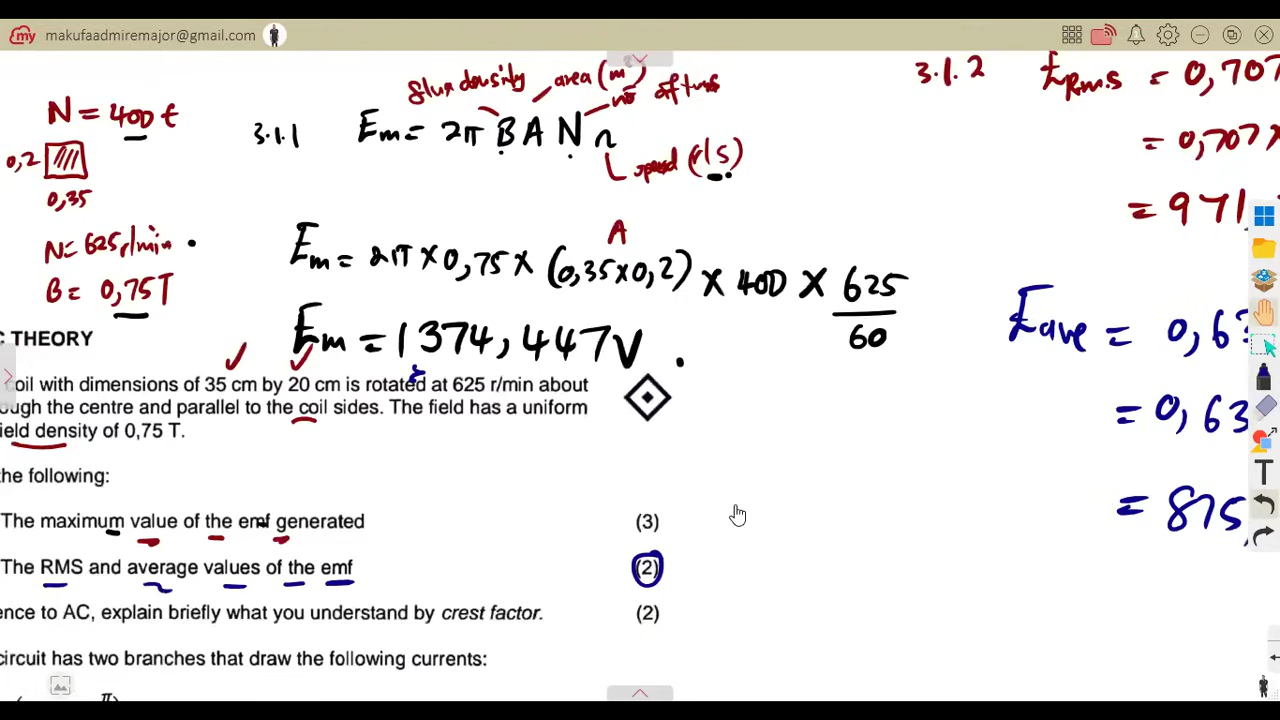 my makufaadmiremajor@gmail.com
N = 400 t
0,2
0,35
N = 625 r/min
B = 0,75T
3.1.1 Em = 2π B A N n
flux density
area (m²)
no of turns
speed (r/s)
A
Em = 2π × 0,75 × (0,35×0,2) × 400 × 625
60
Em = 1374,447V.
3.1.2 ER.m.s = 0,707
= 0,707×
= 971,
Eave = 0,63
= 0,63
= 875,
C THEORY
coil with dimensions of 35 cm by 20 cm is rotated at 625 r/min about
ough the centre and parallel to the coil sides. The field has a uniform
ield density of 0,75 T.
the following:
The maximum value of the emf generated (3)
The RMS and average values of the emf (2)
ence to AC, explain briefly what you understand by crest factor. (2)
circuit has two branches that draw the following currents:
T